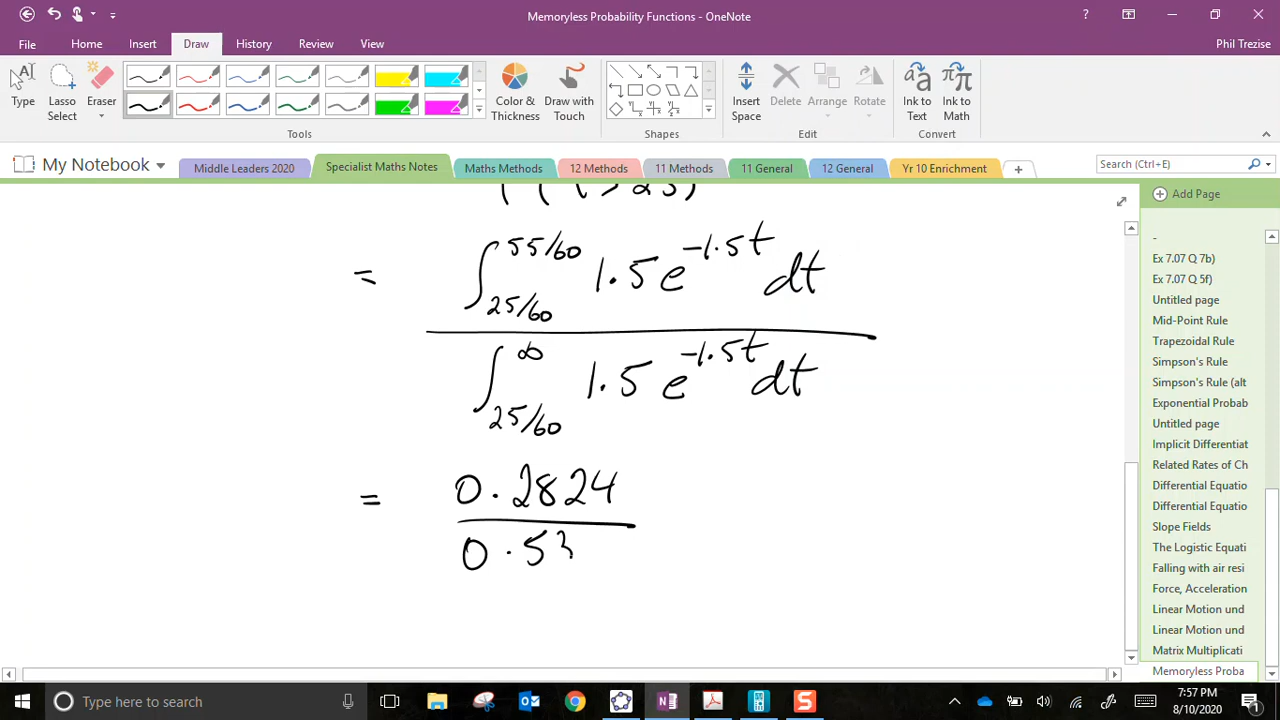 Memoryless Probability Functions - OneNote
Phil Trezise
File Home Insert Draw History Review View
Type
Lasso Select
Eraser
Color & Thickness
Draw with Touch
Insert Space
Delete
Arrange
Rotate
Ink to Text
Ink to Math
Tools
Shapes
Edit
Convert
My Notebook
Middle Leaders 2020
Specialist Maths Notes
Maths Methods
12 Methods
11 Methods
11 General
12 General
Yr 10 Enrichment
Search (Ctrl+E)
Add Page
-
Ex 7.07 Q 7b)
Ex 7.07 Q 5f)
Untitled page
Mid-Point Rule
Trapezoidal Rule
Simpson's Rule
Simpson's Rule (alt
Exponential Probab
Untitled page
Implicit Differentiat
Related Rates of Ch
Differential Equatio
Differential Equatio
Slope Fields
The Logistic Equati
Falling with air resi
Force, Acceleration
Linear Motion und
Linear Motion und
Matrix Multiplicati
Memoryless Proba
= ∫_{25/60}^{55/60} 1.5e^{-1.5t} dt
∫_{25/60}^{∞} 1.5e^{-1.5t} dt
= 0.2824
0.53
Type here to search
7:57 PM
8/10/2020